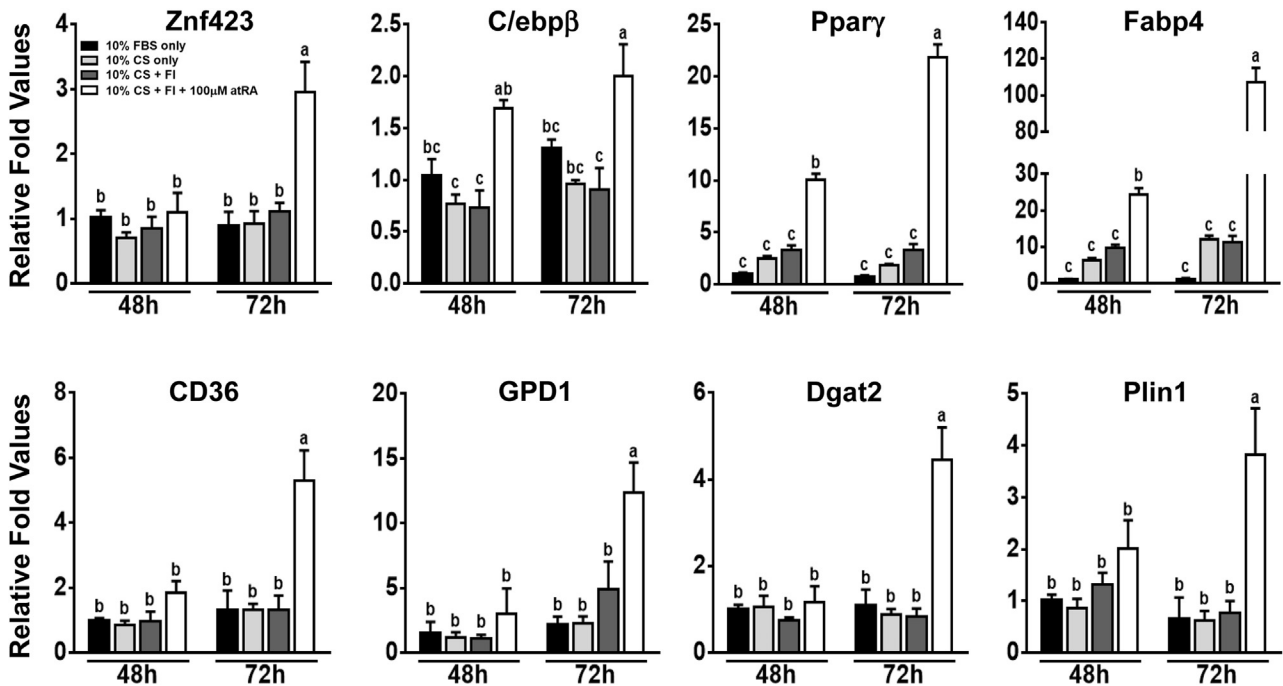 Znf423
Relative Fold Values
4
3
2
1
0
10% FBS only
10% CS only
10% CS + FI
10% CS + FI + 100μM atRA
b b b b b b b a
48h 72h
C/ebpβ
2.5
2.0
1.5
1.0
0.5
0.0
bc c c ab bc bc c a
48h 72h
Pparγ
25
20
15
10
5
0
c c c b c c c a
48h 72h
Fabp4
140
120
100
80
60
30
20
10
0
c c c b c c c a
48h 72h
CD36
Relative Fold Values
8
6
4
2
0
b b b b b b b a
48h 72h
GPD1
20
15
10
5
0
b b b b b b b a
48h 72h
Dgat2
6
4
2
0
b b b b b b b a
48h 72h
Plin1
5
4
3
2
1
0
b b b b b b b a
48h 72h